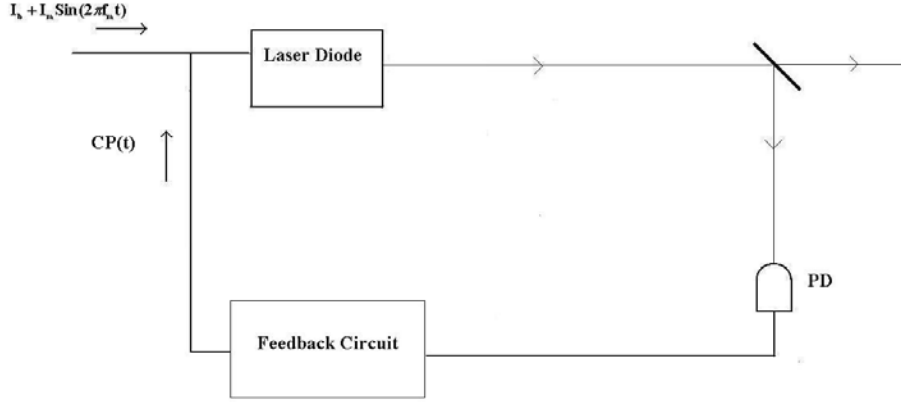 I_b + I_m Sin(2πf_m t)
Laser Diode
CP(t)
PD
Feedback Circuit